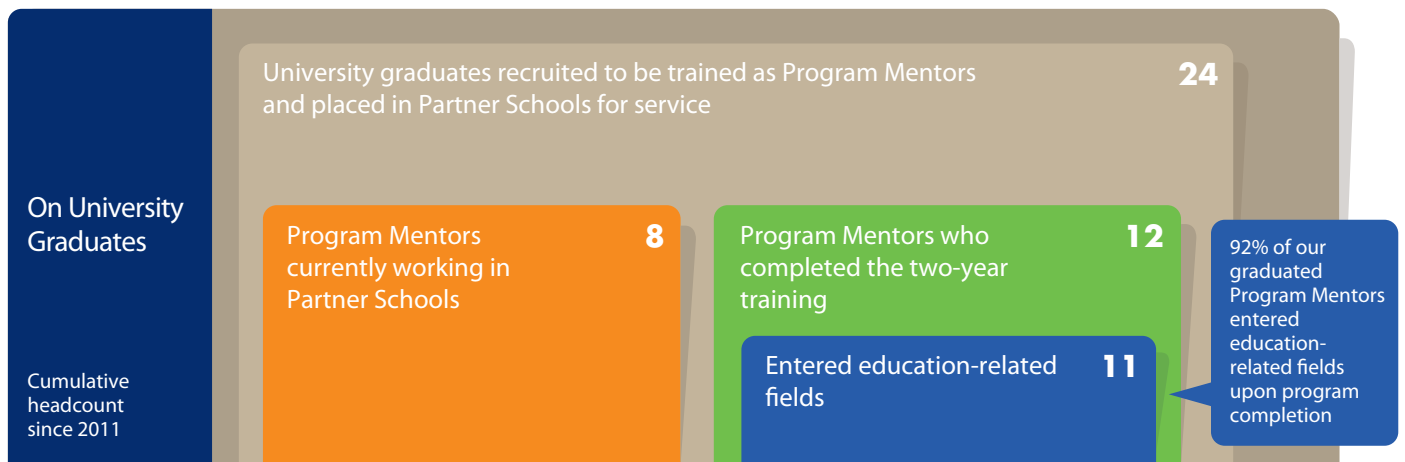 On University
Graduates
Cumulative
headcount
since 2011
University graduates recruited to be trained as Program Mentors
and placed in Partner Schools for service
24
Program Mentors
currently working in
Partner Schools
8
Program Mentors who
completed the two-year
training
12
Entered education-related
fields
11
92% of our
graduated
Program Mentors
entered
education-
related fields
upon program
completion